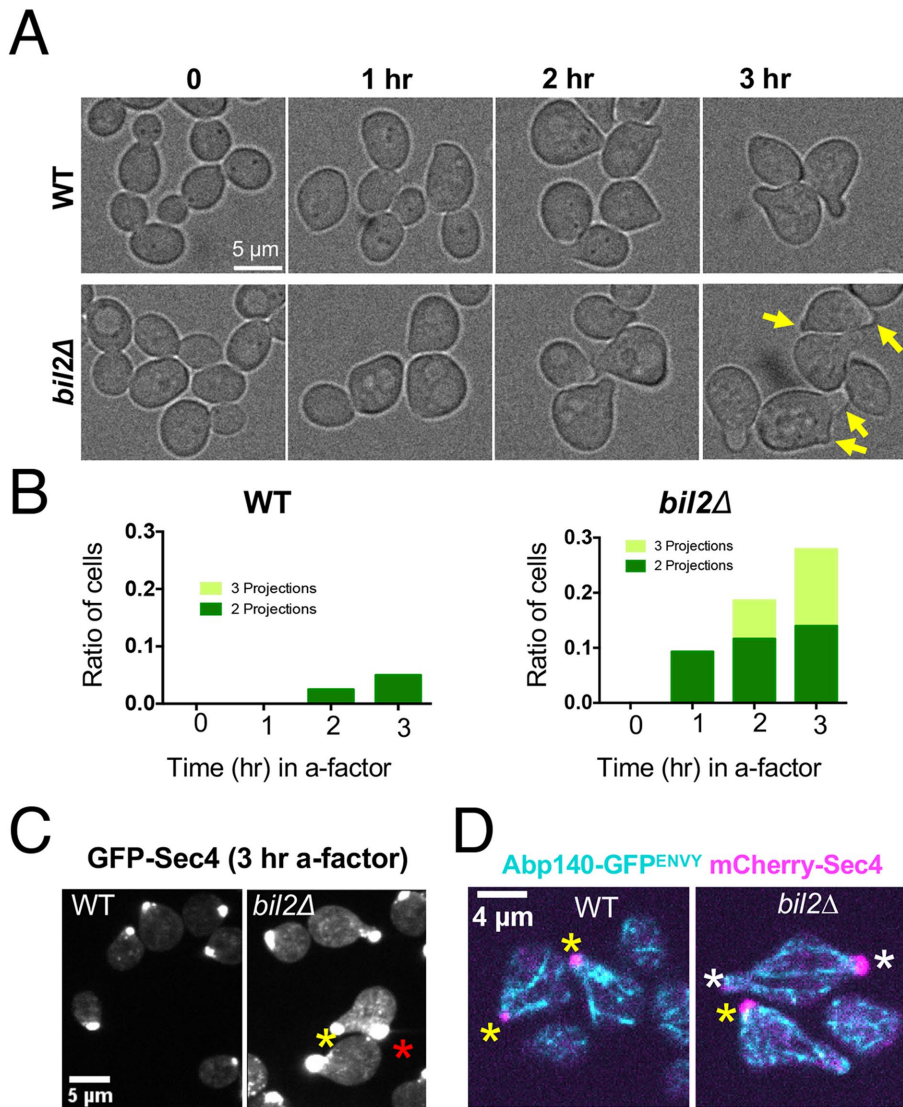 A
0
1 hr
2 hr
3 hr
WT
5 µm
bil2Δ
B
WT
Ratio of cells
0.3
0.2
0.1
0.0
3 Projections
2 Projections
0 1 2 3
Time (hr) in a-factor
bil2Δ
Ratio of cells
0.3
0.2
0.1
0.0
3 Projections
2 Projections
0 1 2 3
Time (hr) in a-factor
C
GFP-Sec4 (3 hr a-factor)
WT
bil2Δ
*
*
5 µm
D
Abp140-GFPᴱᴺⱽʸ mCherry-Sec4
4 µm
WT
bil2Δ
*
*
*
*
*